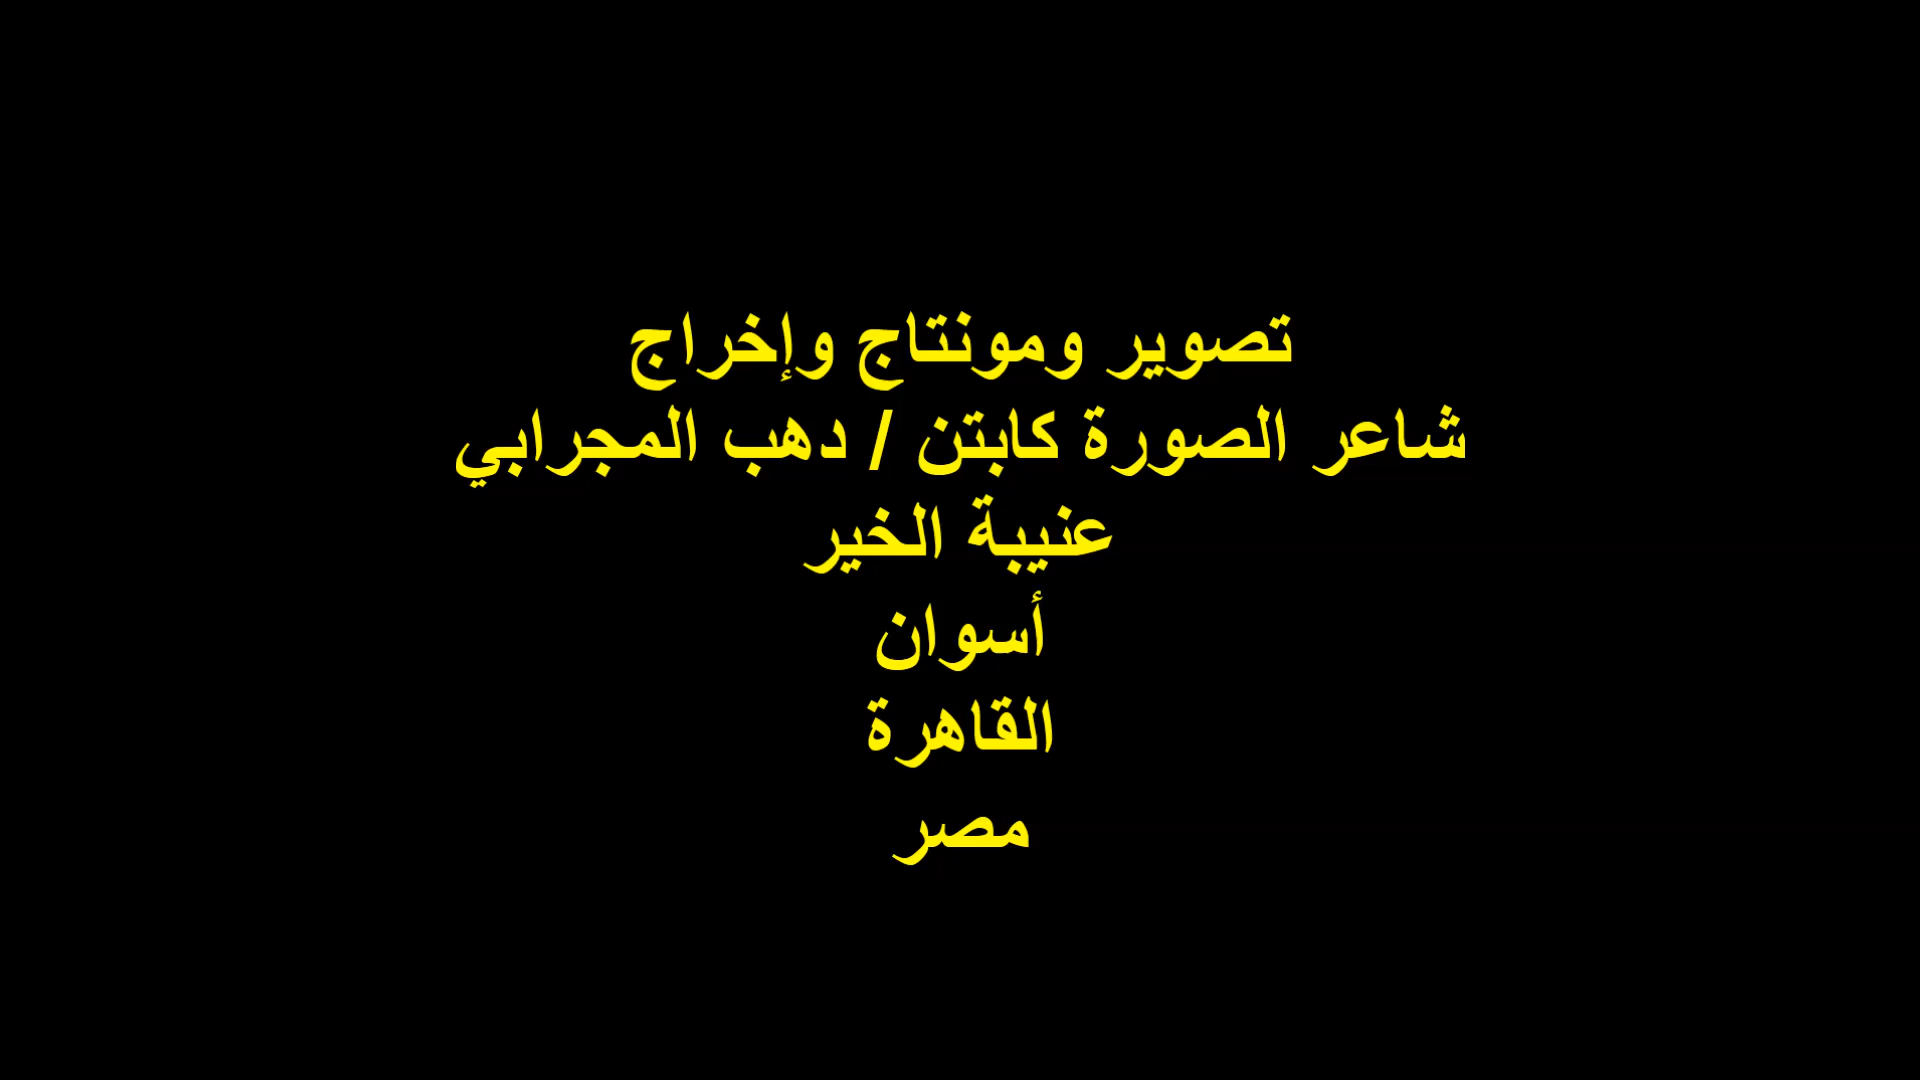 تصوير ومونتاج وإخراج
شاعر الصورة كابتن / دهب المجرابي
عنيبة الخير
أسوان
القاهرة
مصر